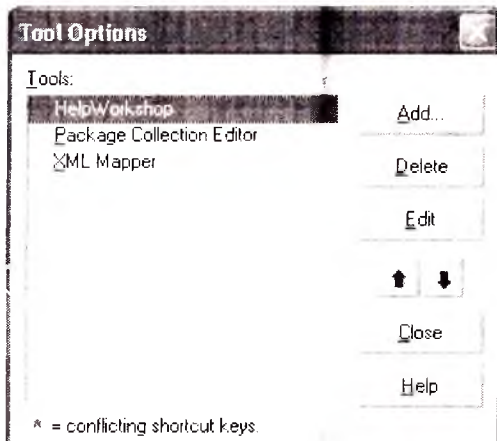 Tool Options
Tools:
HelpWorkshop
Package Collection Editor
XML Mapper
Add...
Delete
Edit
Close
Help
* = conflicting shortcut keys.